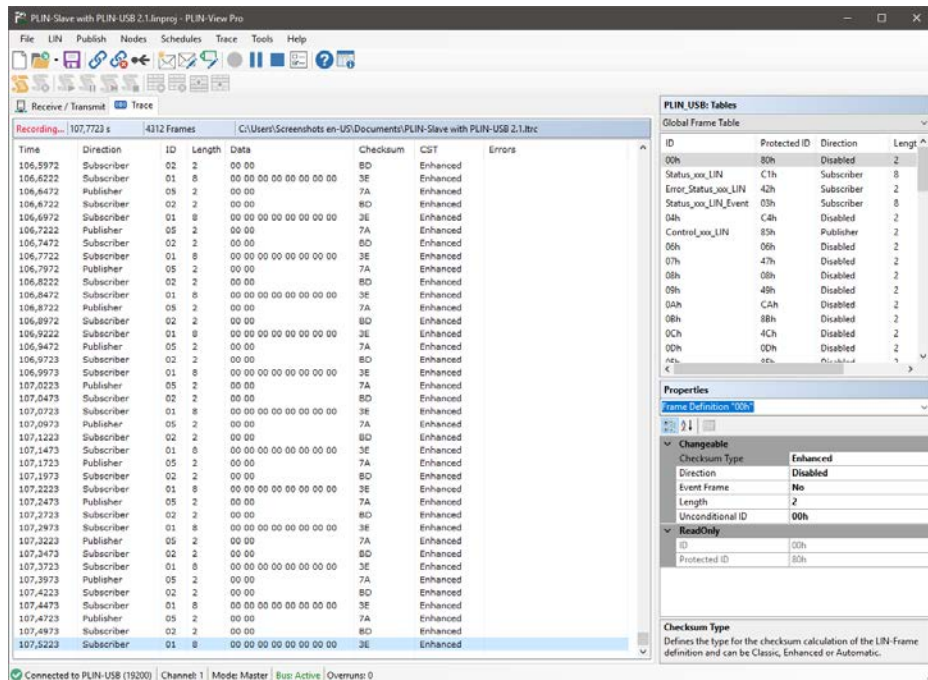 PLIN-Slave with PLIN-USB 2.1.linproj - PLIN-View Pro
File LIN Publish Nodes Schedules Trace Tools Help
Receive / Transmit Trace
Recording... 107,7723 s 4312 Frames C:\Users\Screenshots en-US\Documents\PLIN-Slave with PLIN-USB 2.1.ltrc
Time Direction ID Length Data Checksum CST Errors
106,5972 Subscriber 02 2 00 00 BD Enhanced
106,6222 Subscriber 01 8 00 00 00 00 00 00 00 00 3E Enhanced
106,6472 Publisher 05 2 00 00 7A Enhanced
106,6722 Subscriber 02 2 00 00 BD Enhanced
106,6972 Subscriber 01 8 00 00 00 00 00 00 00 00 3E Enhanced
106,7222 Publisher 05 2 00 00 7A Enhanced
106,7472 Subscriber 02 2 00 00 BD Enhanced
106,7722 Subscriber 01 8 00 00 00 00 00 00 00 00 3E Enhanced
106,7972 Publisher 05 2 00 00 7A Enhanced
106,8222 Subscriber 02 2 00 00 BD Enhanced
106,8472 Subscriber 01 8 00 00 00 00 00 00 00 00 3E Enhanced
106,8722 Publisher 05 2 00 00 7A Enhanced
106,8972 Subscriber 02 2 00 00 BD Enhanced
106,9222 Subscriber 01 8 00 00 00 00 00 00 00 00 3E Enhanced
106,9472 Publisher 05 2 00 00 7A Enhanced
106,9723 Subscriber 02 2 00 00 BD Enhanced
106,9973 Subscriber 01 8 00 00 00 00 00 00 00 00 3E Enhanced
107,0223 Publisher 05 2 00 00 7A Enhanced
107,0473 Subscriber 02 2 00 00 BD Enhanced
107,0723 Subscriber 01 8 00 00 00 00 00 00 00 00 3E Enhanced
107,0973 Publisher 05 2 00 00 7A Enhanced
107,1223 Subscriber 02 2 00 00 BD Enhanced
107,1473 Subscriber 01 8 00 00 00 00 00 00 00 00 3E Enhanced
107,1723 Publisher 05 2 00 00 7A Enhanced
107,1973 Subscriber 02 2 00 00 BD Enhanced
107,2223 Subscriber 01 8 00 00 00 00 00 00 00 00 3E Enhanced
107,2473 Publisher 05 2 00 00 7A Enhanced
107,2723 Subscriber 02 2 00 00 BD Enhanced
107,2973 Subscriber 01 8 00 00 00 00 00 00 00 00 3E Enhanced
107,3223 Publisher 05 2 00 00 7A Enhanced
107,3473 Subscriber 02 2 00 00 BD Enhanced
107,3723 Subscriber 01 8 00 00 00 00 00 00 00 00 3E Enhanced
107,3973 Publisher 05 2 00 00 7A Enhanced
107,4223 Subscriber 02 2 00 00 BD Enhanced
107,4473 Subscriber 01 8 00 00 00 00 00 00 00 00 3E Enhanced
107,4723 Publisher 05 2 00 00 7A Enhanced
107,4973 Subscriber 02 2 00 00 BD Enhanced
107,5223 Subscriber 01 8 00 00 00 00 00 00 00 00 3E Enhanced
PLIN_USB: Tables
Global Frame Table
ID Protected ID Direction Lengt
00h 80h Disabled 2
Status_xxx_LIN C1h Subscriber 8
Error_Status_xxx_LIN 42h Subscriber 2
Status_xxx_LIN_Event 03h Subscriber 8
04h C4h Disabled 2
Control_xxx_LIN 85h Publisher 2
06h 06h Disabled 2
07h 47h Disabled 2
08h 08h Disabled 2
09h 49h Disabled 2
0Ah CAh Disabled 2
0Bh 8Bh Disabled 2
0Ch 4Ch Disabled 2
0Dh 0Dh Disabled 2
Properties
Frame Definition "00h"
Changeable
Checksum Type Enhanced
Direction Disabled
Event Frame No
Length 2
Unconditional ID 00h
ReadOnly
ID 00h
Protected ID 80h
Checksum Type
Defines the type for the checksum calculation of the LIN-Frame
definition and can be Classic, Enhanced or Automatic.
Connected to PLIN-USB (19200) Channel: 1 Mode: Master Bus: Active Overruns: 0